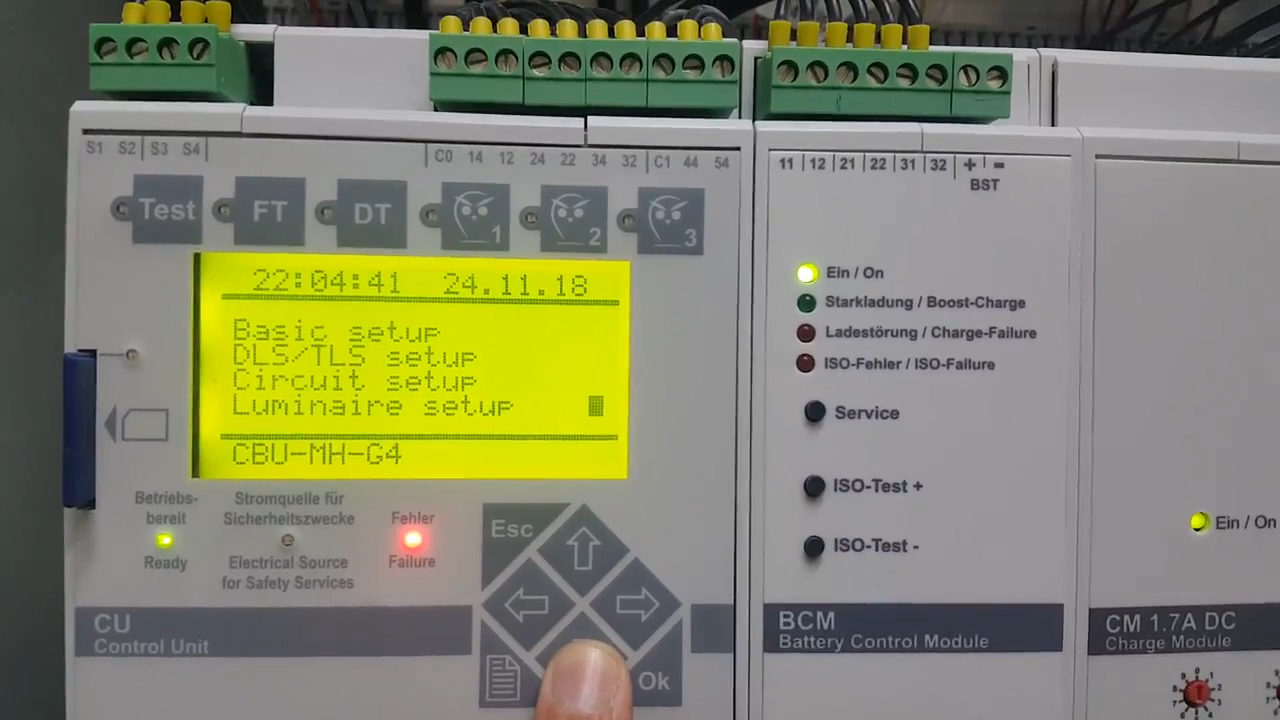 S1 S2 S3 S4
C0 14 12 24 22 34 32 C1 44 54
11 12 21 22 31 32 + -
BST
Test FT DT 1 2 3
22:04:41 24.11.18
Basic setup
DLS/TLS setup
Circuit setup
Luminaire setup
CBU-MH-G4
Betriebs-
bereit
Ready
Stromquelle für
Sicherheitszwecke
Electrical Source
for Safety Services
Fehler
Failure
Esc
Ok
CU
Control Unit
Ein / On
Starkladung / Boost-Charge
Ladestörung / Charge-Failure
ISO-Fehler / ISO-Failure
Service
ISO-Test +
ISO-Test -
BCM
Battery Control Module
Ein / On
CM 1.7A DC
Charge Module